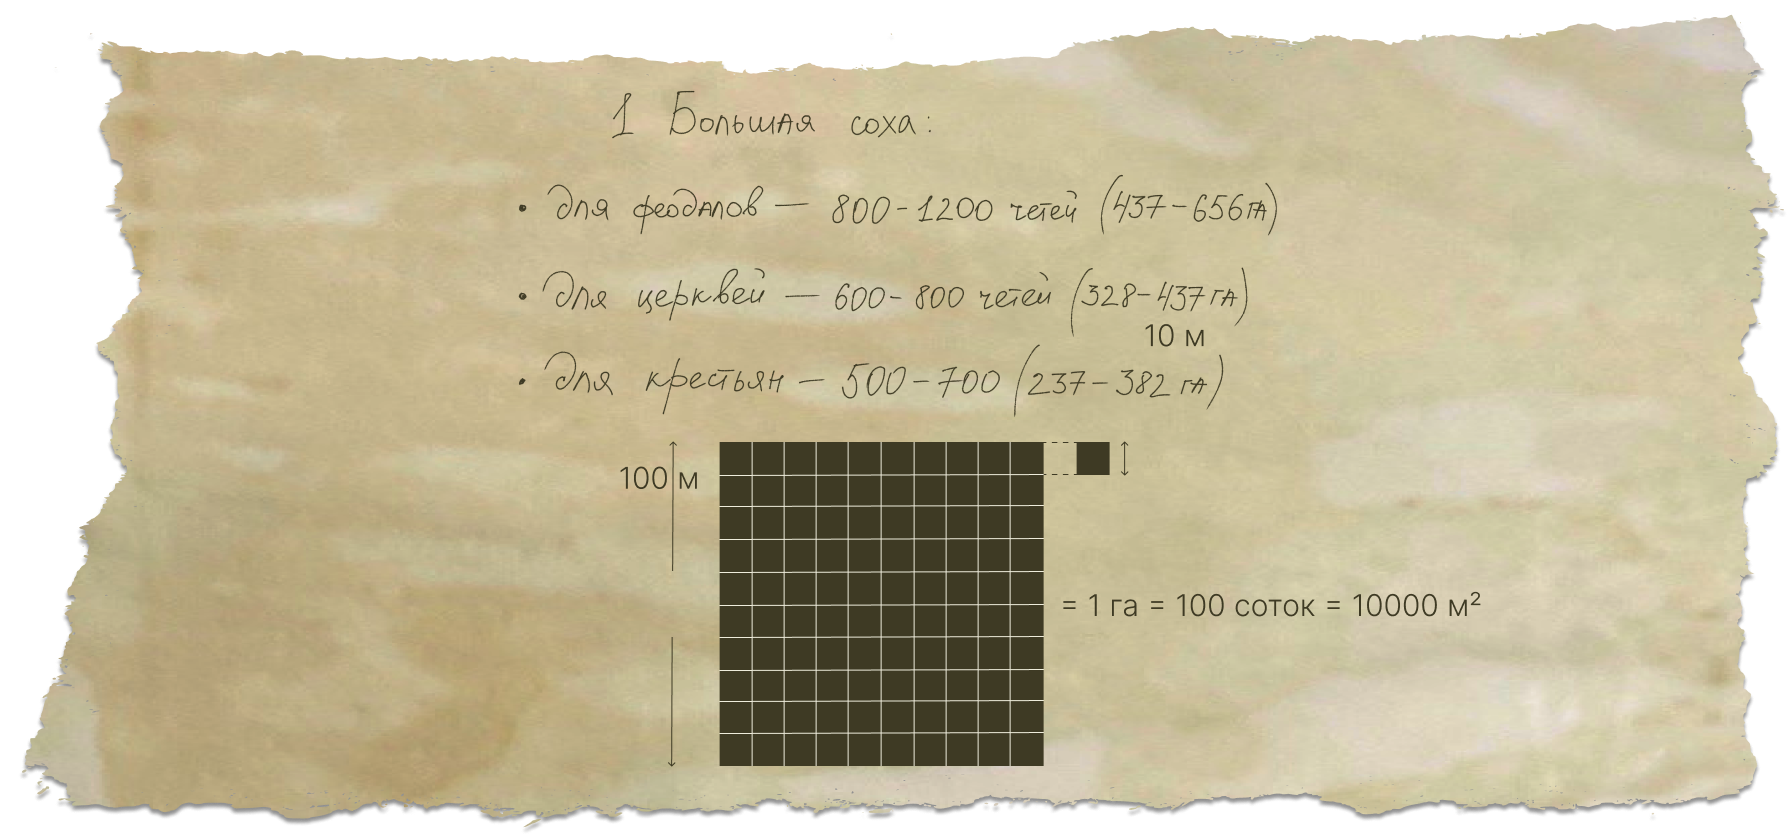 1 Большая соха:
• для феодалов — 800-1200 четей (437-656 га)
• для церквей — 600-800 четей (328-437 га)
10 м
• для крестьян — 500-700 (237-382 га)
100 м
= 1 га = 100 соток = 10000 м²